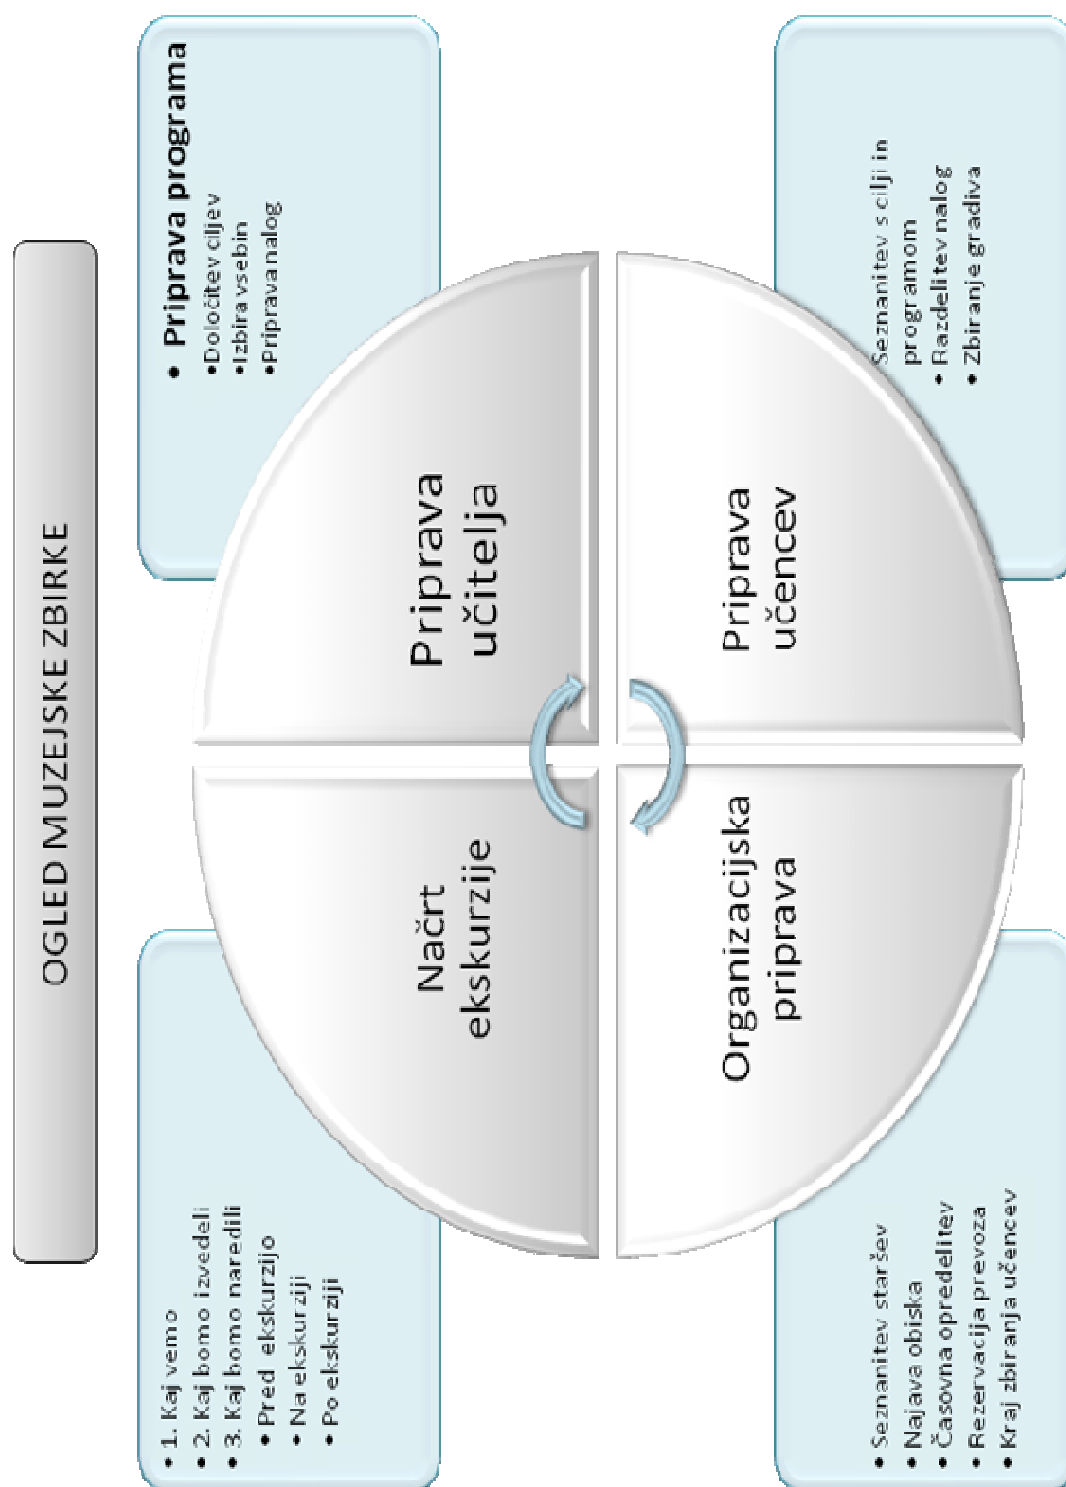 OGLED MUZEJSKE ZBIRKE
• 1. Kaj vemo
• 2. Kaj bomo izvedeli
• 3. Kaj bomo naredili
• Pred ekskurzijo
• Na ekskurziji
• Po ekskurziji
• Priprava programa
•Določitev ciljev
•Izbira vsebin
•Priprava nalog
Načrt
ekskurzije
Priprava
učitelja
Organizacijska
priprava
Priprava
učencev
• Seznanitev staršev
• Najava obiska
• Časovna opredelitev
• Rezervacija prevoza
• Kraj zbiranja učencev
Seznanitev s cilji in
programom
• Razdelitev nalog
• Zbiranje gradiva